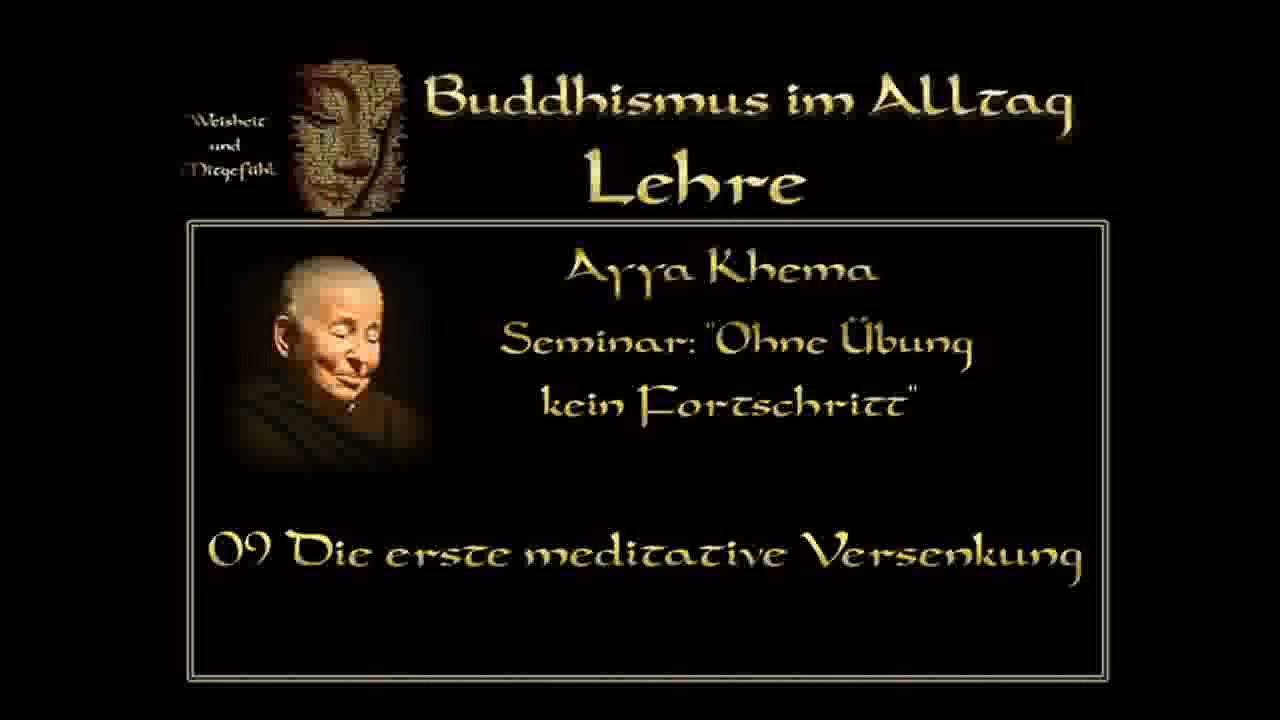 Weisheit
und
Mitgefühl
Buddhismus im Alltag
Lehre
Ayya Khema
Seminar: "Ohne Übung
kein Fortschritt"
09 Die erste meditative Versenkung